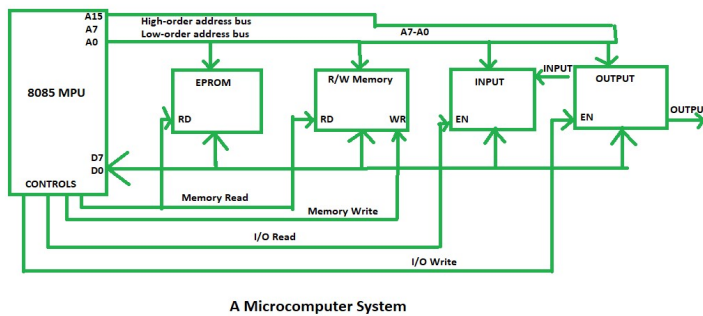 A15
High-order address bus
A7
Low-order address bus
A7-A0
A0
8085 MPU
EPROM
R/W Memory
INPUT
INPUT
OUTPUT
RD
RD
WR
EN
EN
OUTPU
D7
D0
CONTROLS
Memory Read
Memory Write
I/O Read
I/O Write
A Microcomputer System